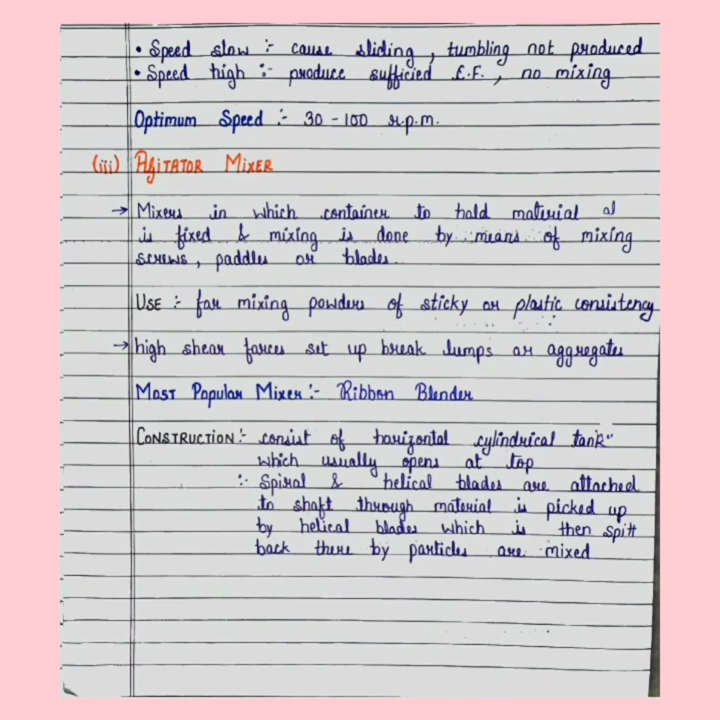 • Speed slow :- cause sliding, tumbling not produced
• Speed high :- produce sufficied C.F., no mixing
Optimum Speed :- 30-100 r.p.m.
(iii) AGITATOR MIXER
→ Mixers in which container to hold material al
is fixed & mixing is done by means of mixing
screws, paddles or blades.
USE :- for mixing powders of sticky or plastic consistency
→ high shear forces set up break lumps or aggregates
MOST Popular Mixer :- Ribbon Blender
CONSTRUCTION :- consist of horizontal cylindrical tank
which usually opens at top
:- Spiral & helical blades are attached
to shaft through material is picked up
by helical blades which is then spitt
back there by particles are mixed